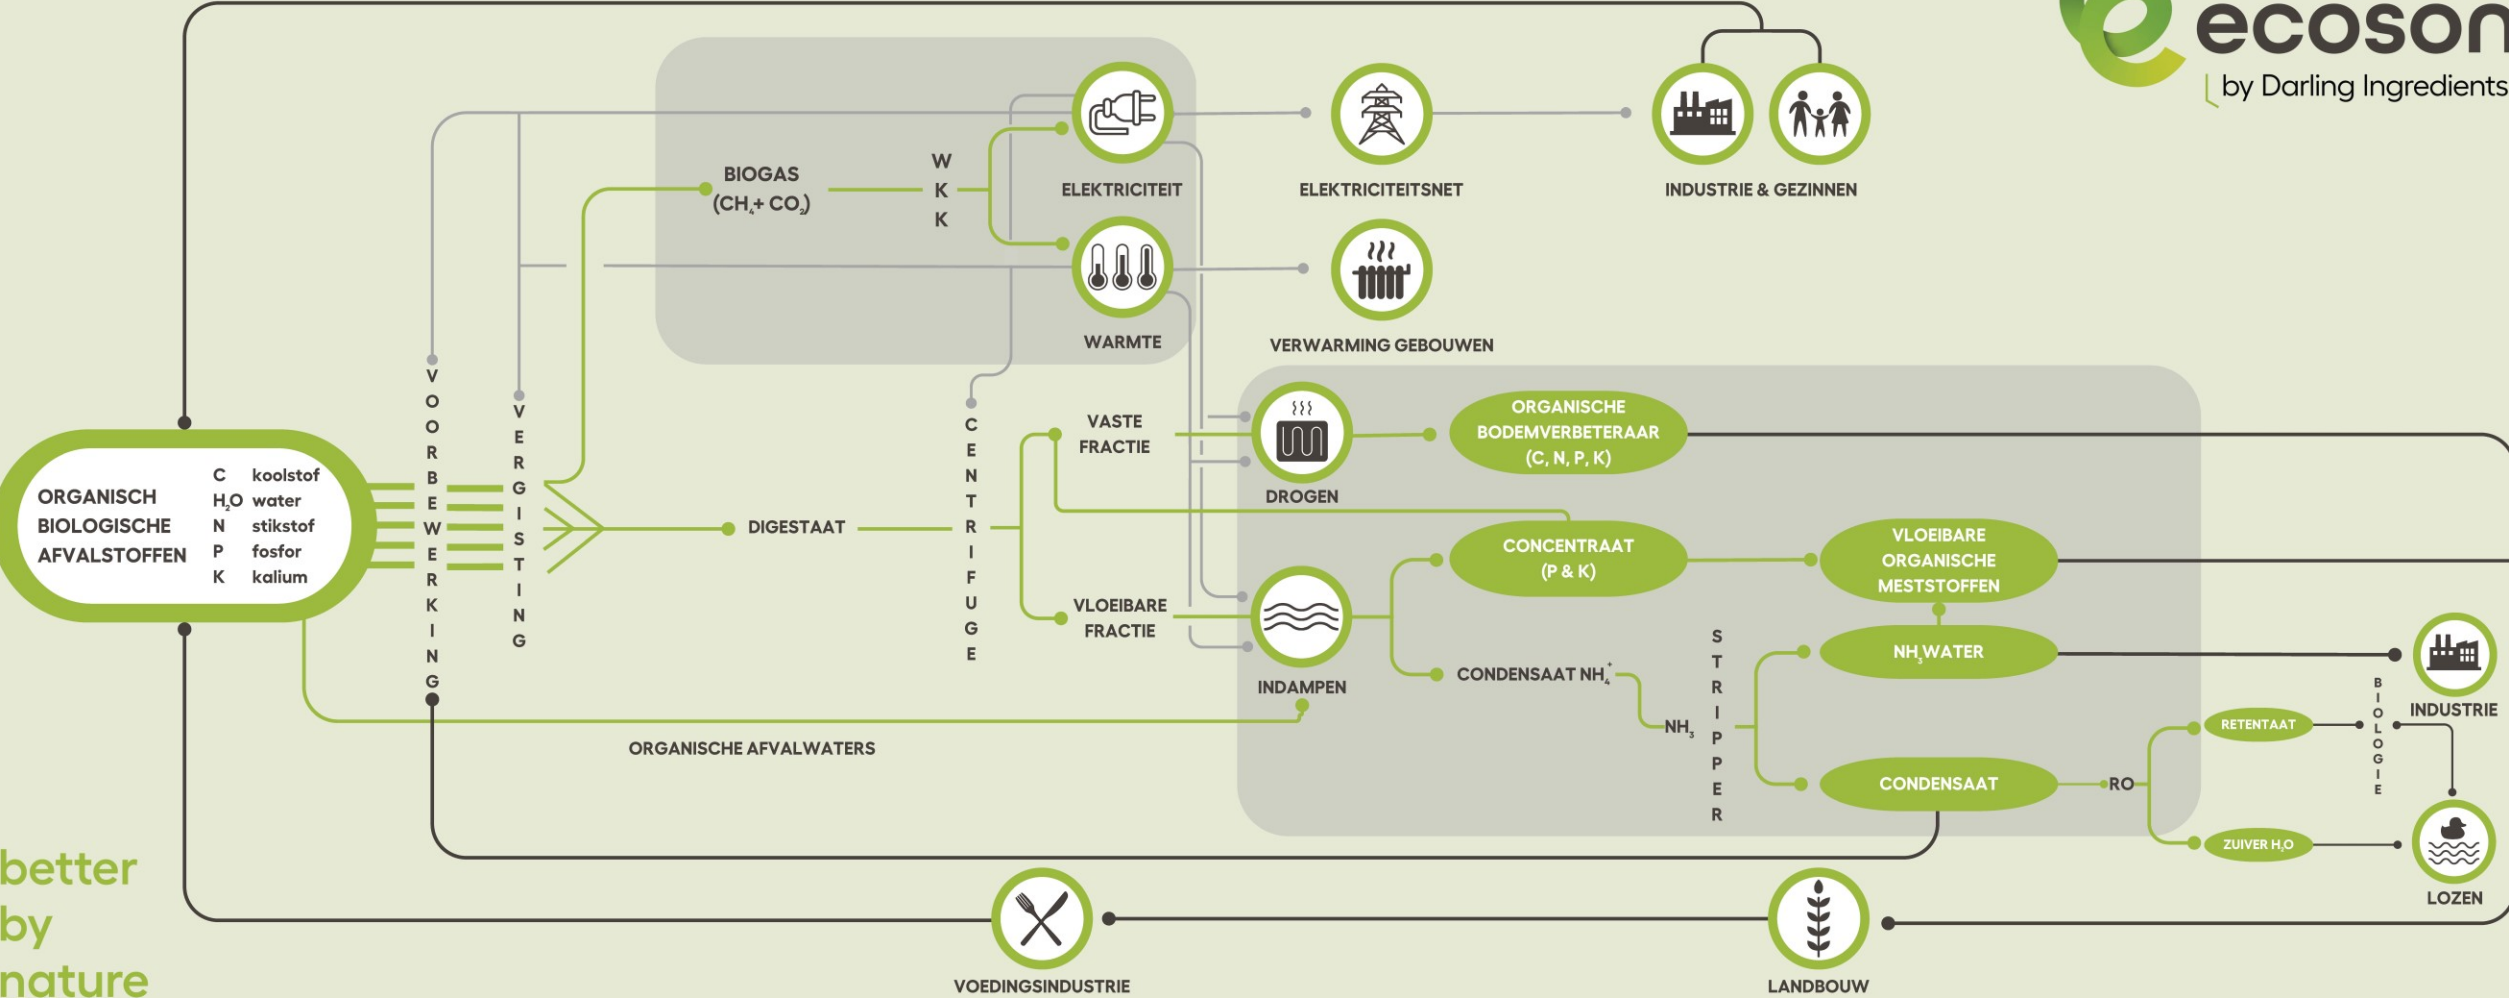 ecoson
by Darling Ingredients
BIOGAS
(CH₄+ CO₂)
W
K
K
ELEKTRICITEIT
ELEKTRICITEITSNET
INDUSTRIE & GEZINNEN
WARMTE
VERWARMING GEBOUWEN
ORGANISCH
BIOLOGISCHE
AFVALSTOFFEN
C koolstof
H₂O water
N stikstof
P fosfor
K kalium
VOORBEWERKING
VERGISTING
DIGESTAAT
CENTRIFUGE
VASTE
FRACTIE
VLOEIBARE
FRACTIE
DROGEN
ORGANISCHE
BODEMVERBETERAAR
(C, N, P, K)
CONCENTRAAT
(P & K)
VLOEIBARE
ORGANISCHE
MESTSTOFFEN
INDAMPEN
CONDENSAAT NH₄⁺
NH₃
STRIPPER
NH₃WATER
CONDENSAAT
RO
RETENTAAT
ZUIVER H₂O
BIOLOGIE
INDUSTRIE
LOZEN
ORGANISCHE AFVALWATERS
better
by
nature
VOEDINGSINDUSTRIE
LANDBOUW